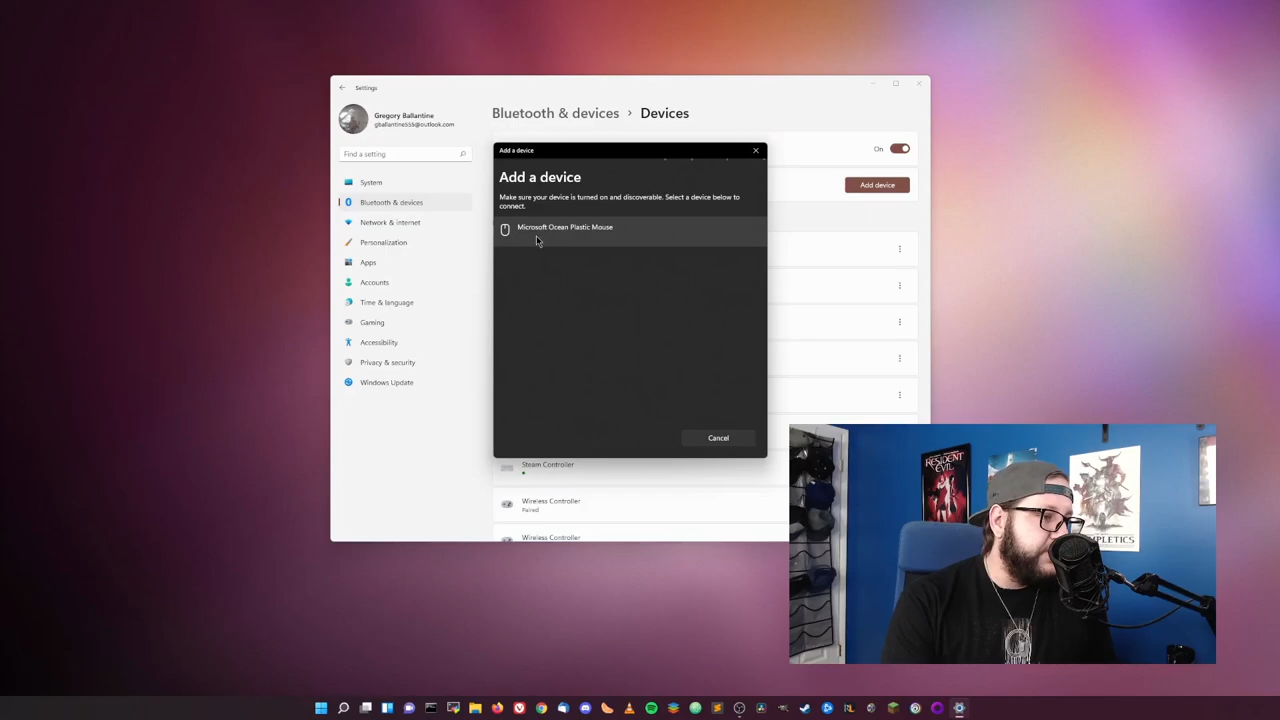 Settings
Gregory Ballantine
gballantine555@outlook.com
Find a setting
System
Bluetooth & devices
Network & internet
Personalization
Apps
Accounts
Time & language
Gaming
Accessibility
Privacy & security
Windows Update
Bluetooth & devices > Devices
On
Add device
Add a device
Add a device
Make sure your device is turned on and discoverable. Select a device below to
connect.
Microsoft Ocean Plastic Mouse
Cancel
Steam Controller
Wireless Controller
Paired
Wireless Controller
RESIDENT
EVIL